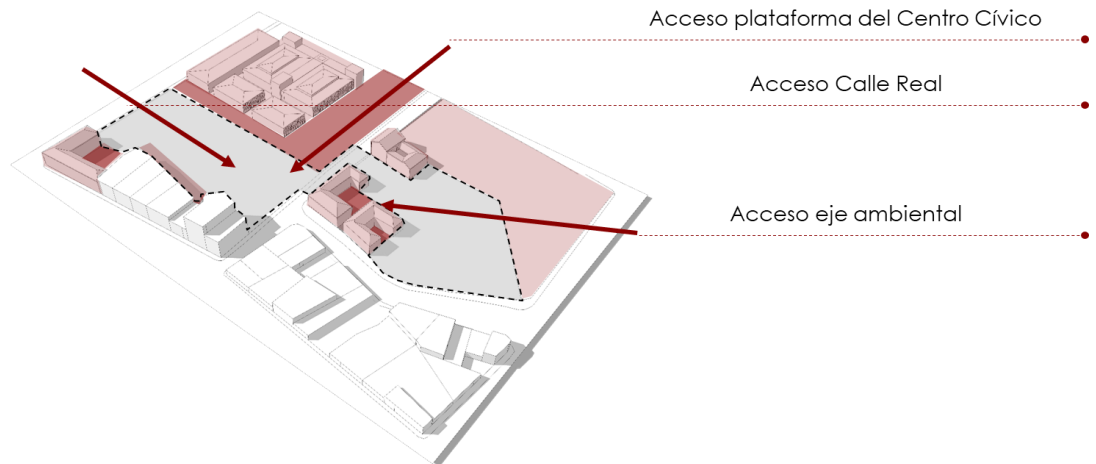 Acceso plataforma del Centro Cívico
Acceso Calle Real
Acceso eje ambiental